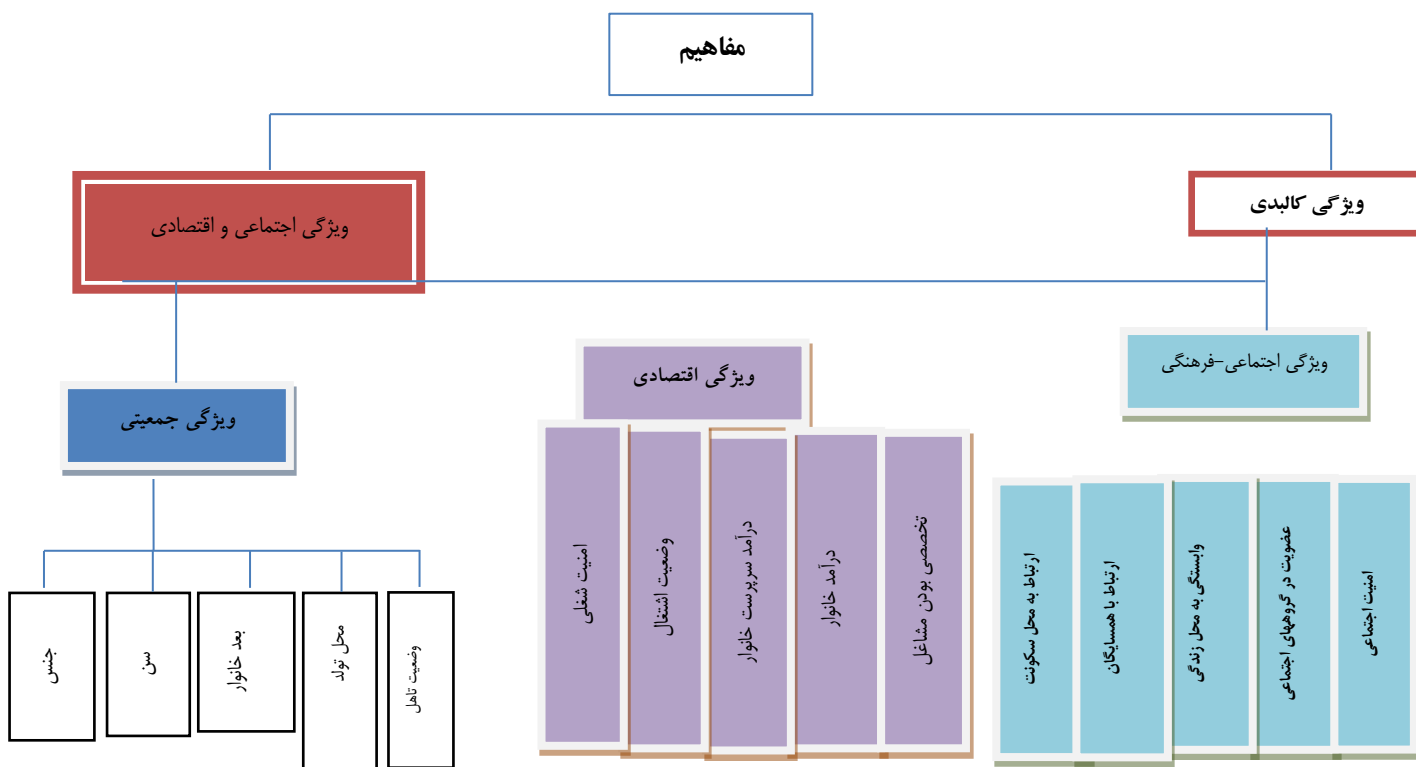 مفاهیم
ویژگی کالبدی
ویژگی اجتماعی و اقتصادی
ویژگی اجتماعی-فرهنگی
ویژگی اقتصادی
ویژگی جمعیتی
امنیت اجتماعی
عضویت در گروههای اجتماعی
وابستگی به محل زندگی
ارتباط با همسایگان
ارتباط به محل سکونت
تخصصی بودن مشاغل
درآمد خانوار
درآمد سرپرست خانوار
وضعیت اشتغال
امنیت شغلی
وضعیت تاهل
محل تولد
بعد خانوار
سن
جنس